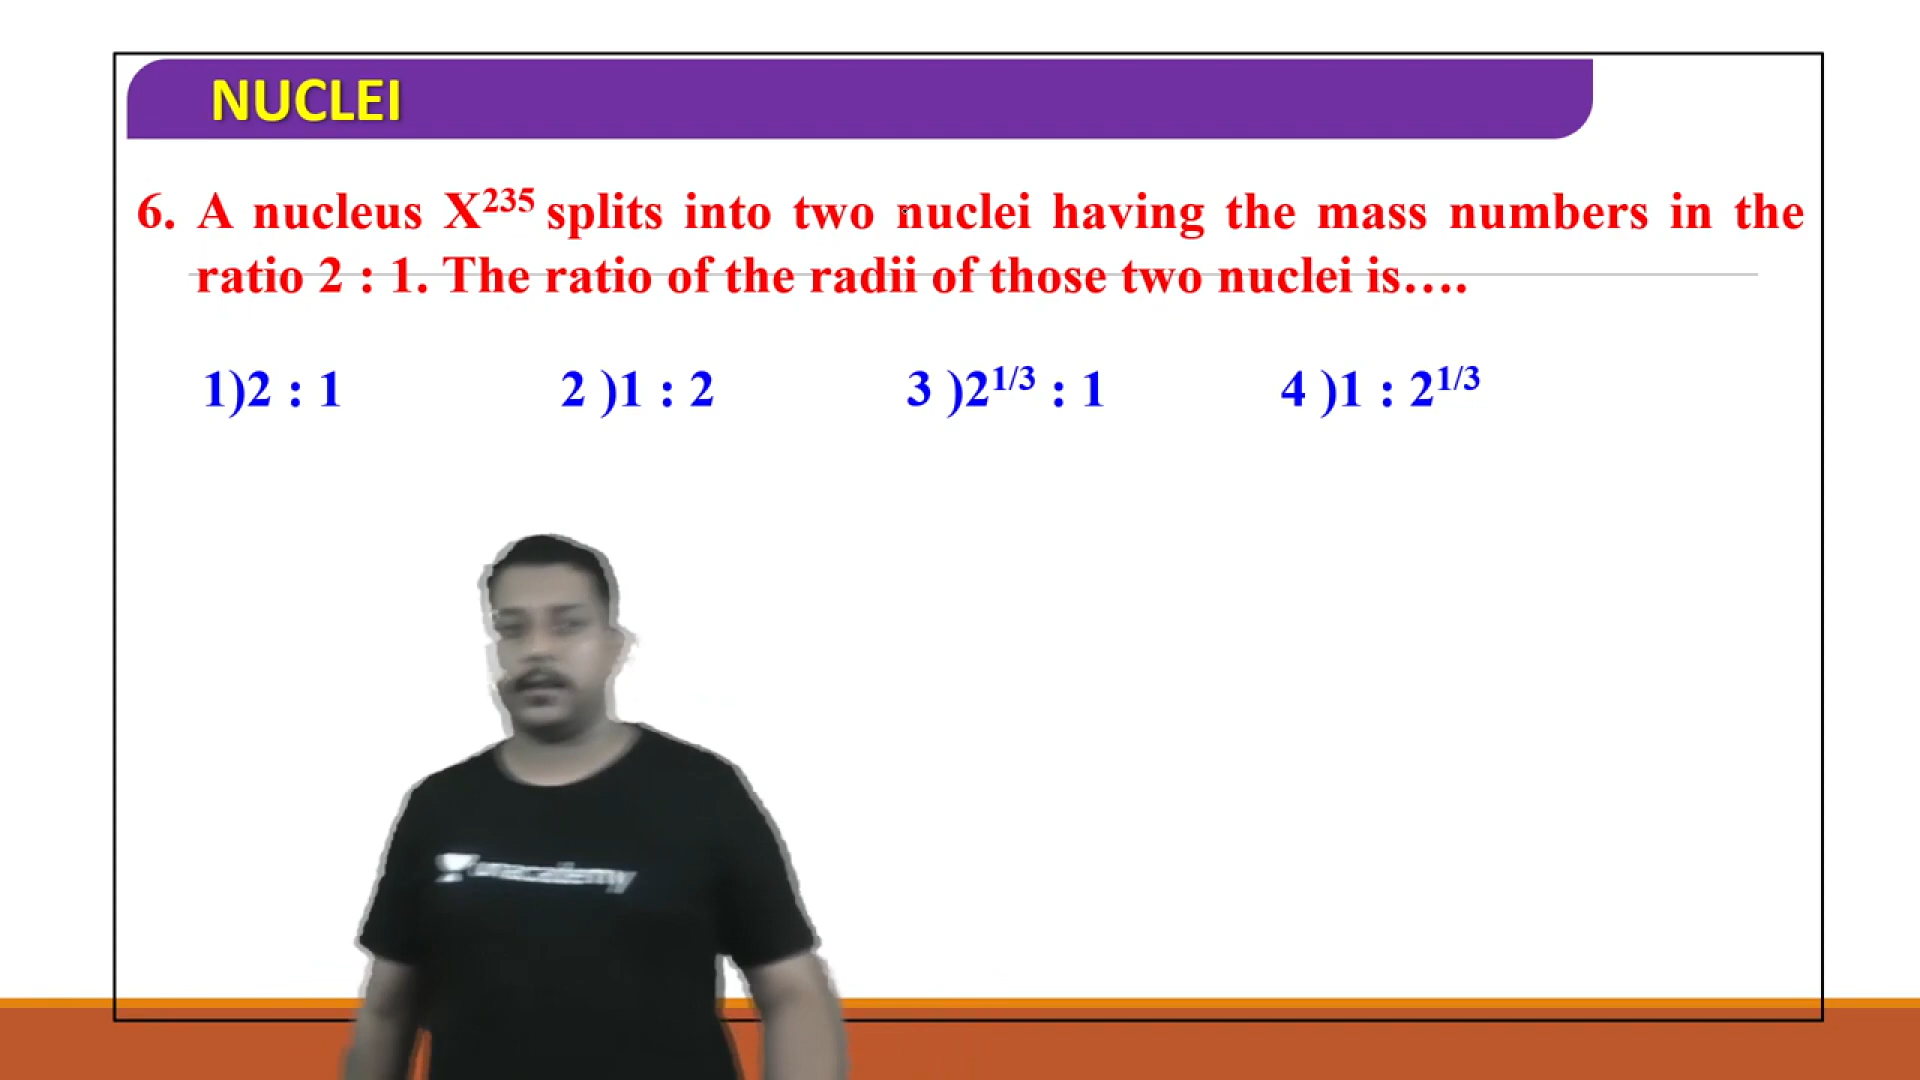 NUCLEI
6. A nucleus X²³⁵ splits into two nuclei having the mass numbers in the
ratio 2 : 1. The ratio of the radii of those two nuclei is….
1)2 : 1 2 )1 : 2 3 )2¹ᐟ³ : 1 4 )1 : 2¹ᐟ³
unacademy